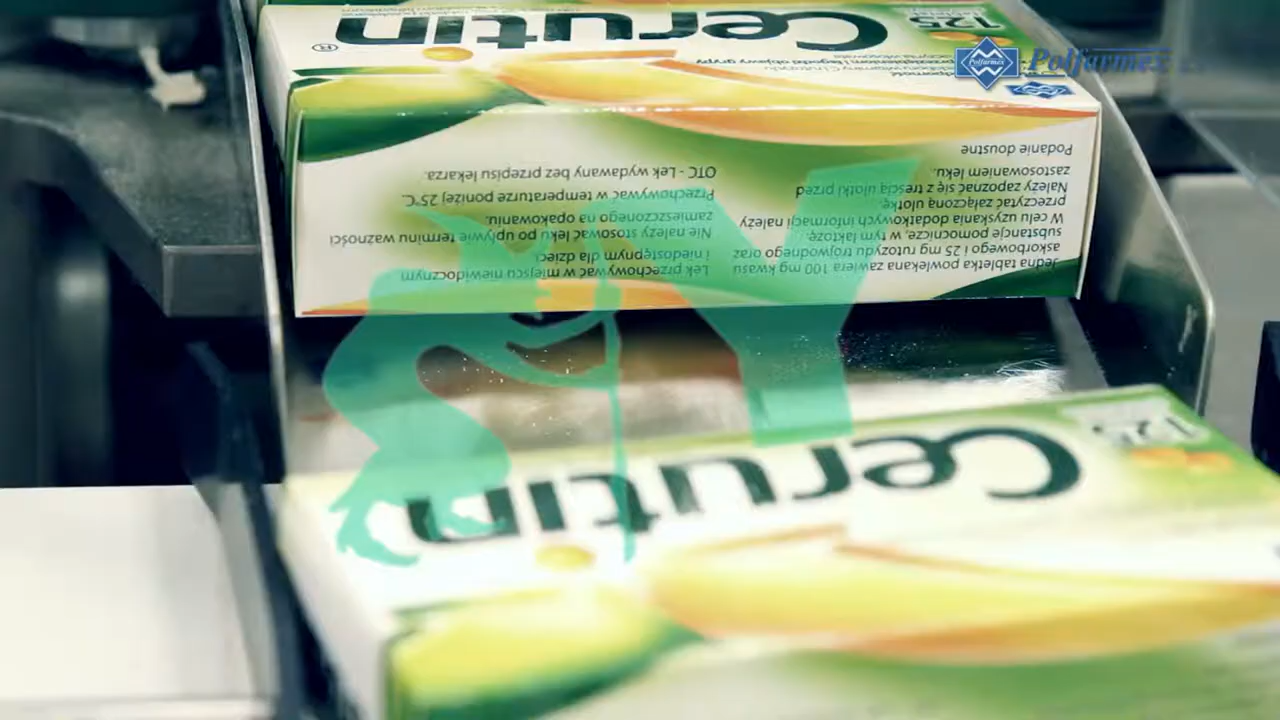 Polfarmex
Polfarmex
Cerutin®
125
OTC - Lek wydawany bez przepisu lekarza.
Przechowywać w temperaturze poniżej 25°C.
Nie należy stosować leku po upływie terminu ważności
zamieszczonego na opakowaniu.
Lek przechowywać w miejscu niewidocznym
i niedostępnym dla dzieci.
Jedna tabletka powlekana zawiera 100 mg kwasu
askorbowego i 25 mg rutozydu trójwodnego oraz
substancje pomocnicze, w tym laktozę.
W celu uzyskania dodatkowych informacji należy
przeczytać załączoną ulotkę.
Należy zapoznać się z treścią ulotki przed
zastosowaniem leku.
Podanie doustne
Y
Cerutin
125